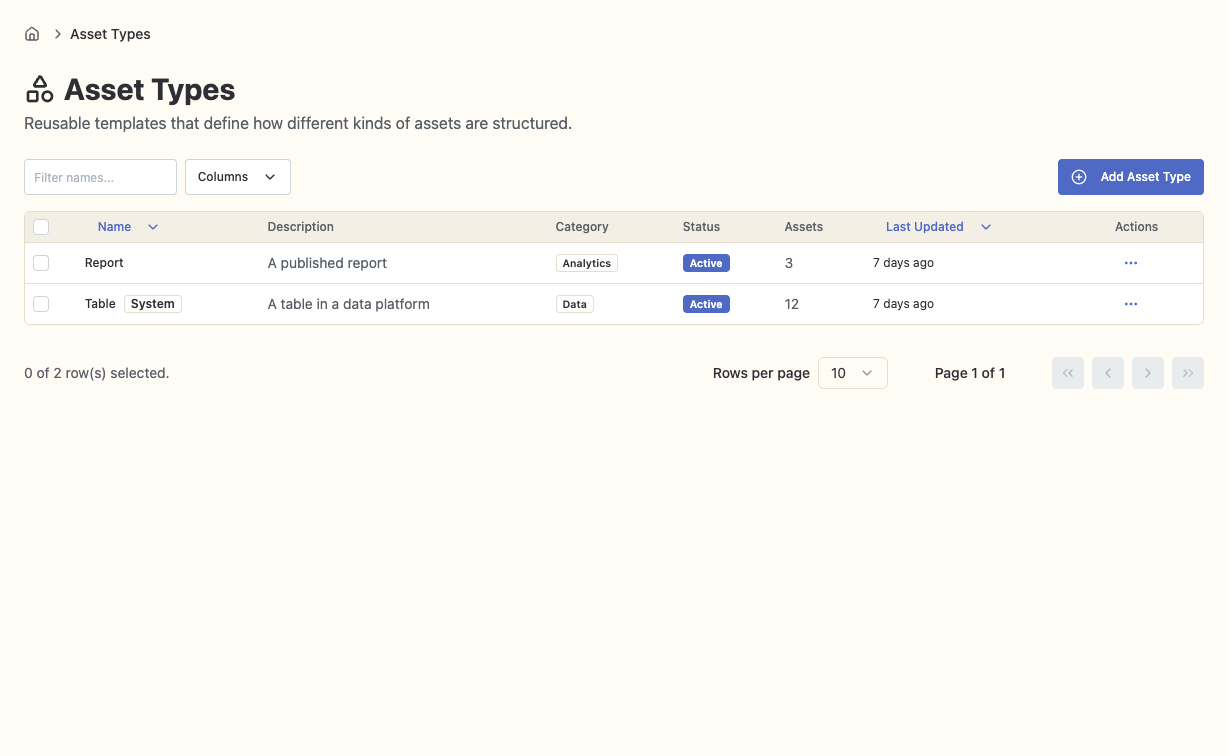 Asset Types
Asset Types
Reusable templates that define how different kinds of assets are structured.
Filter names...
Columns
Add Asset Type
Name Description Category Status Assets Last Updated Actions
Report A published report Analytics Active 3 7 days ago
Table System A table in a data platform Data Active 12 7 days ago
0 of 2 row(s) selected.
Rows per page 10 Page 1 of 1